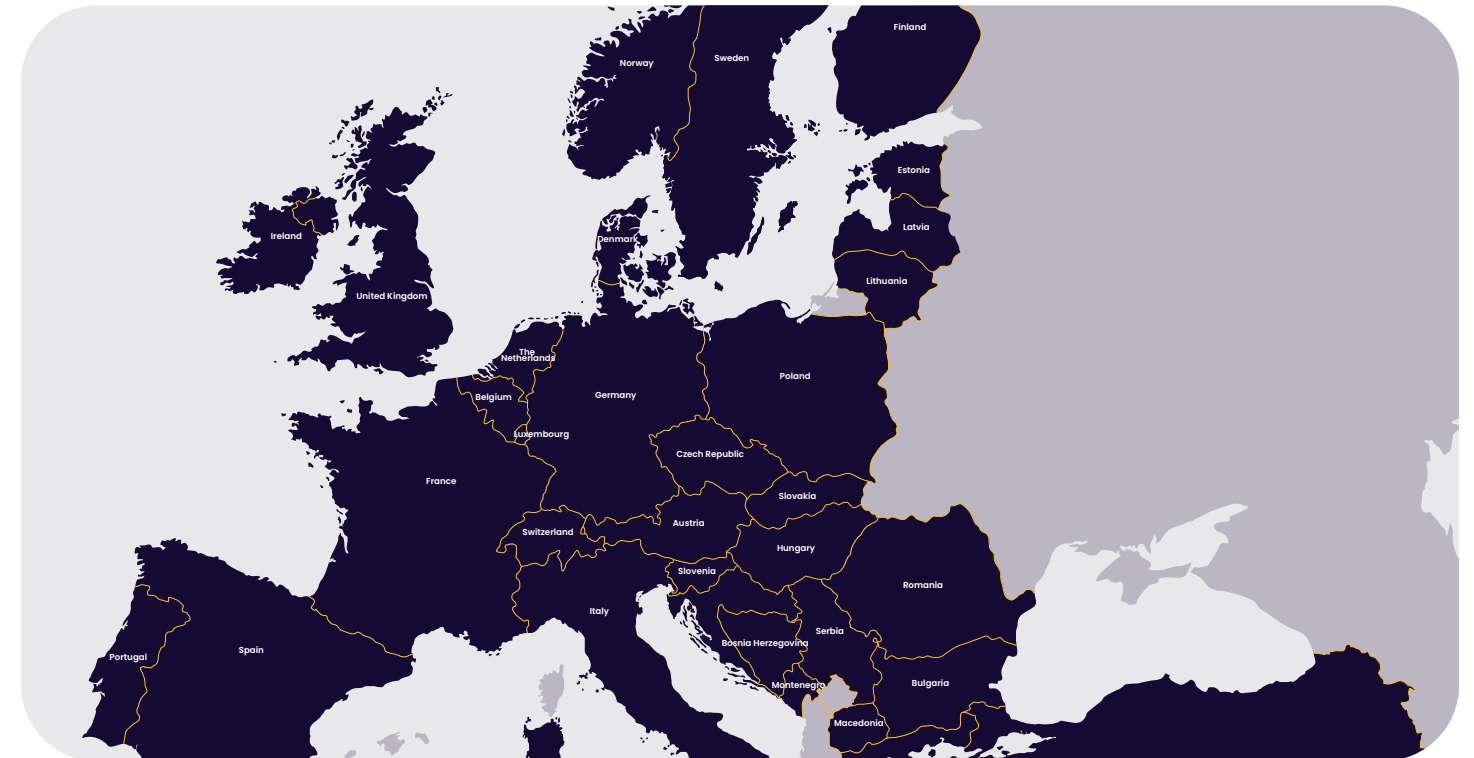 Finland
Sweden
Norway
Estonia
Latvia
Ireland
Denmark
Lithuania
United Kingdom
The
Netherlands
Poland
Germany
Belgium
Luxembourg
Czech Republic
France
Slovakia
Austria
Switzerland
Hungary
Slovenia
Romania
Italy
Serbia
Bosnia Herzegovina
Spain
Portugal
Bulgaria
Montenegro
Macedonia